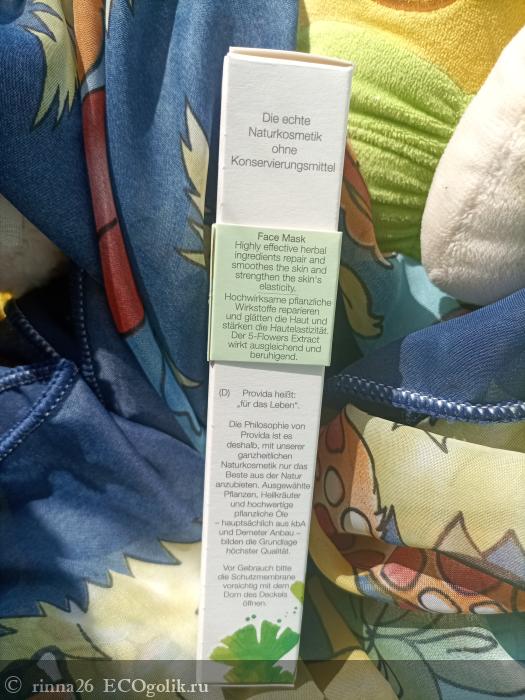 Die echte
Naturkosmetik
ohne
Konservierungsmittel
Face Mask
Highly effective herbal
ingredients repair and
smoothes the skin and
strengthen the skin's
elasticity.
Hochwirksame pflanzliche
Wirkstoffe reparieren
und glätten die Haut und
stärken die Hautelastizität.
Der 5-Flowers Extract
wirkt ausgleichend und
beruhigend.
(D) Provida heißt:
„für das Leben“.
Die Philosophie von
Provida ist es
deshalb, mit unserer
ganzheitlichen
Naturkosmetik nur das
Beste aus der Natur
anzubieten. Ausgewählte
Pflanzen, Heilkräuter
und hochwertige
pflanzliche Öle
– hauptsächlich aus kbA
und Demeter Anbau –
bilden die Grundlage
höchster Qualität.
Vor Gebrauch bitte
die Schutzmembrane
vorsichtig mit dem
Dorn des Deckels
öffnen.
© rinna26 ECOgolik.ru